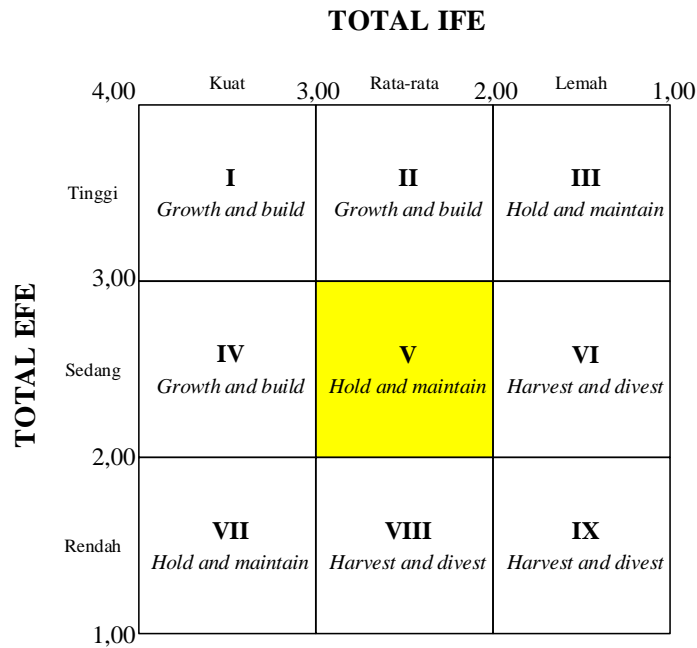 TOTAL IFE
Kuat Rata-rata Lemah
4,00 3,00 2,00 1,00
I II III
Tinggi
Growth and build Growth and build Hold and maintain
3,00
TOTAL EFE
IV V VI
Sedang
Growth and build Hold and maintain Harvest and divest
2,00
VII VIII IX
Rendah
Hold and maintain Harvest and divest Harvest and divest
1,00